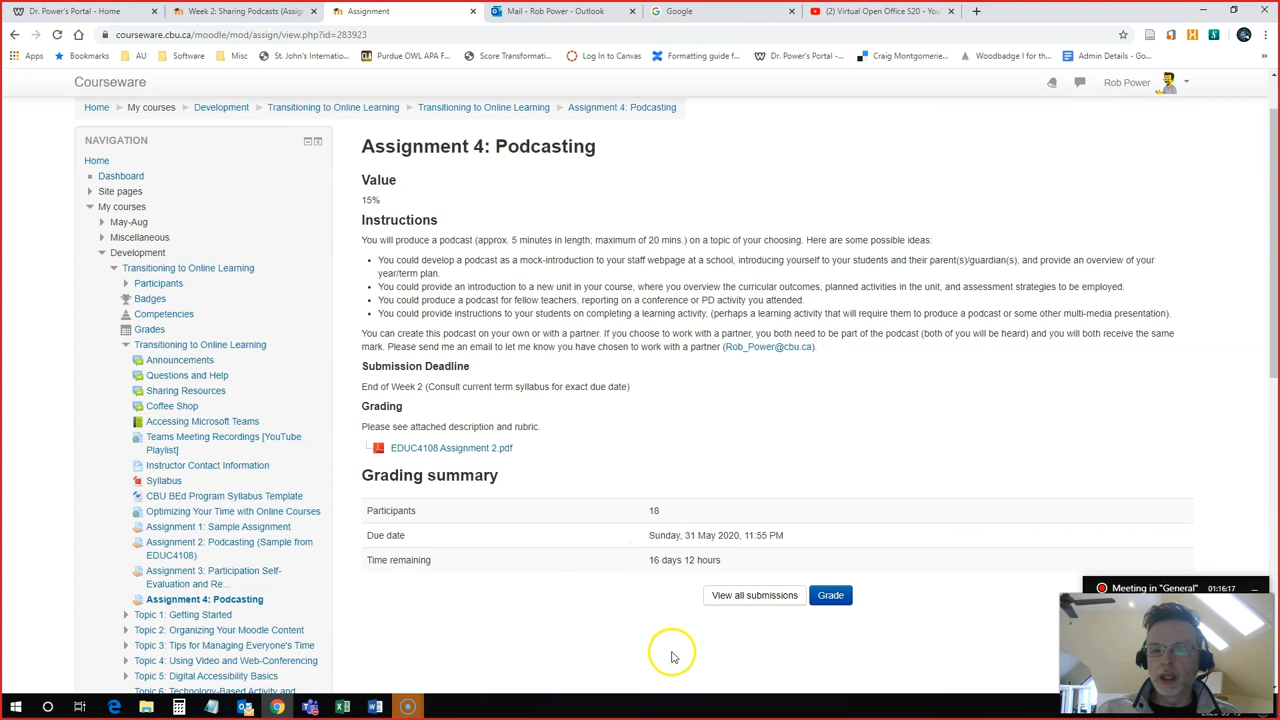 Dr. Power's Portal - Home
Week 2: Sharing Podcasts (Assig
Assignment
Mail - Rob Power - Outlook
Google
(2) Virtual Open Office S20 - You
courseware.cbu.ca/moodle/mod/assign/view.php?id=283923
Apps
Bookmarks
AU
Software
Misc
St. John's Internatio...
Purdue OWL APA F...
Score Transformatio...
Log In to Canvas
Formatting guide f...
Dr. Power's Portal -...
Craig Montgomerie...
Woodbadge I for th...
Admin Details - Go...
Courseware
Rob Power
Home
My courses
Development
Transitioning to Online Learning
Transitioning to Online Learning
Assignment 4: Podcasting
NAVIGATION
Home
Dashboard
Site pages
My courses
May-Aug
Miscellaneous
Development
Transitioning to Online Learning
Participants
Badges
Competencies
Grades
Transitioning to Online Learning
Announcements
Questions and Help
Sharing Resources
Coffee Shop
Accessing Microsoft Teams
Teams Meeting Recordings [YouTube
Playlist]
Instructor Contact Information
Syllabus
CBU BEd Program Syllabus Template
Optimizing Your Time with Online Courses
Assignment 1: Sample Assignment
Assignment 2: Podcasting (Sample from
EDUC4108)
Assignment 3: Participation Self-
Evaluation and Re...
Assignment 4: Podcasting
Topic 1: Getting Started
Topic 2: Organizing Your Moodle Content
Topic 3: Tips for Managing Everyone's Time
Topic 4: Using Video and Web-Conferencing
Topic 5: Digital Accessibility Basics
Topic 6: Technology-Based Activity and
Assignment 4: Podcasting
Value
15%
Instructions
You will produce a podcast (approx. 5 minutes in length; maximum of 20 mins.) on a topic of your choosing. Here are some possible ideas:
• You could develop a podcast as a mock-introduction to your staff webpage at a school, introducing yourself to your students and their parent(s)/guardian(s), and provide an overview of your
year/term plan.
• You could provide an introduction to a new unit in your course, where you overview the curricular outcomes, planned activities in the unit, and assessment strategies to be employed.
• You could produce a podcast for fellow teachers, reporting on a conference or PD activity you attended.
• You could provide instructions to your students on completing a learning activity, (perhaps a learning activity that will require them to produce a podcast or some other multi-media presentation).
You can create this podcast on your own or with a partner. If you choose to work with a partner, you both need to be part of the podcast (both of you will be heard) and you will both receive the same
mark. Please send me an email to let me know you have chosen to work with a partner (Rob_Power@cbu.ca).
Submission Deadline
End of Week 2 (Consult current term syllabus for exact due date)
Grading
Please see attached description and rubric.
EDUC4108 Assignment 2.pdf
Grading summary
Participants 18
Due date Sunday, 31 May 2020, 11:55 PM
Time remaining 16 days 12 hours
View all submissions
Grade
Meeting in "General" 01:16:17